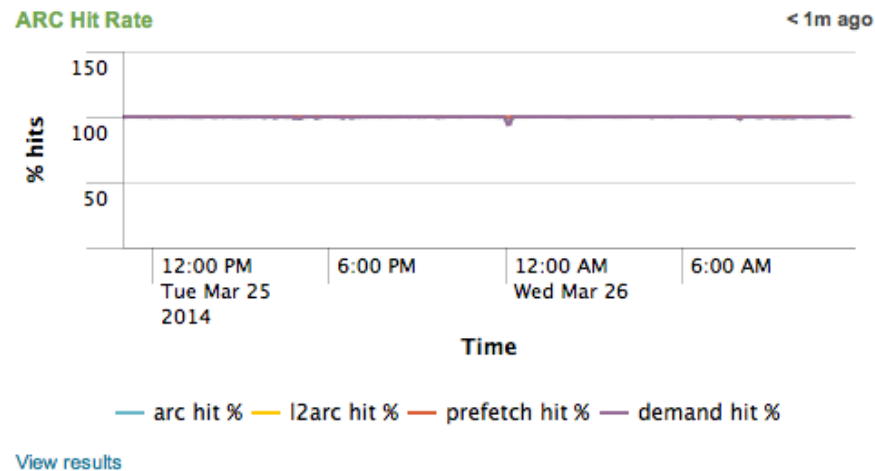 ARC Hit Rate
< 1m ago
150
100
50
% hits
12:00 PM
Tue Mar 25
2014
6:00 PM
12:00 AM
Wed Mar 26
6:00 AM
Time
arc hit % l2arc hit % prefetch hit % demand hit %
View results